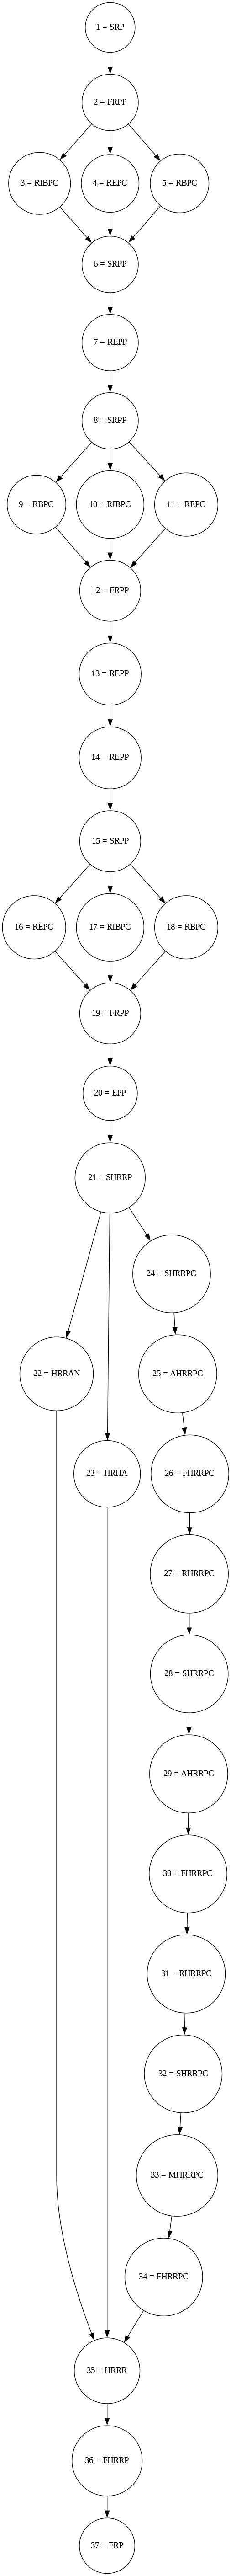 1 = SRP
2 = FRPP
3 = RIBPC
4 = REPC
5 = RBPC
6 = SRPP
7 = REPP
8 = SRPP
9 = RBPC
10 = RIBPC
11 = REPC
12 = FRPP
13 = REPP
14 = REPP
15 = SRPP
16 = REPC
17 = RIBPC
18 = RBPC
19 = FRPP
20 = EPP
21 = SHRRP
24 = SHRRPC
22 = HRRAN
25 = AHRRPC
23 = HRHA
26 = FHRRPC
27 = RHRRPC
28 = SHRRPC
29 = AHRRPC
30 = FHRRPC
31 = RHRRPC
32 = SHRRPC
33 = MHRRPC
34 = FHRRPC
35 = HRRR
36 = FHRRP
37 = FRP